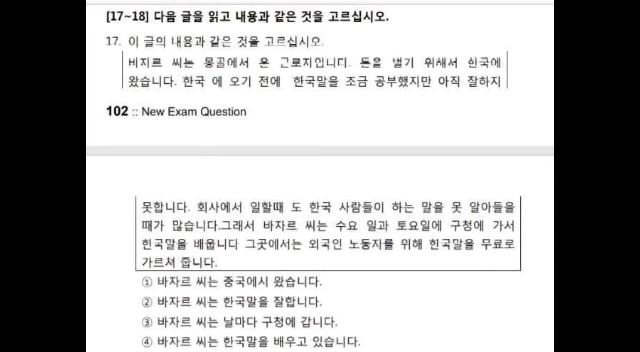 [17~18] 다음 글을 읽고 내용과 같은 것을 고르십시오.
17. 이 글의 내용과 같은 것을 고르십시오.
바자르 씨는 몽골에서 온 근로자입니다. 돈을 벌기 위해서 한국에
왔습니다. 한국 에 오기 전에 한국말을 조금 공부했지만 아직 잘하지
102 :: New Exam Question
못합니다. 회사에서 일할때 도 한국 사람들이 하는 말을 못 알아들을
때가 많습니다.그래서 바자르 씨는 수요 일과 토요일에 구청에 가서
한국말을 배웁니다 그곳에서는 외국인 노동자를 위해 한국말을 무료로
가르쳐 줍니다.
① 바자르 씨는 중국에서 왔습니다.
② 바자르 씨는 한국말을 잘합니다.
③ 바자르 씨는 날마다 구청에 갑니다.
④ 바자르 씨는 한국말을 배우고 있습니다.